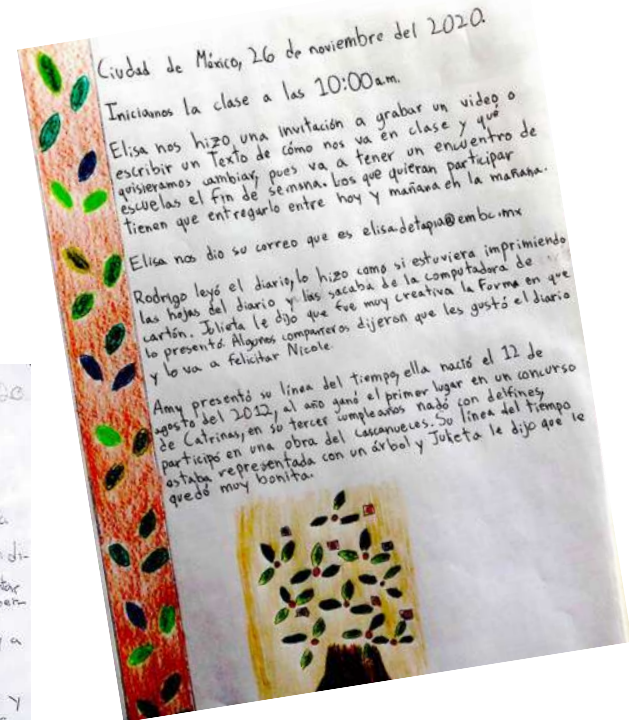 Ciudad de México, 26 de noviembre del 2020.
Iniciamos la clase a las 10:00 a.m.
Elisa nos hizo una invitación a grabar un video o
escribir un Texto de cómo nos va en clase y qué
quisieramos cambiar, pues va a tener un encuentro de
escuelas el fin de semana. Los que quieran participar
tienen que entregarlo entre hoy y mañana en la mañana.
Elisa nos dio su correo que es elisa.detapia@embc.mx
Rodrigo leyó el diario, lo hizo como si estuviera imprimiendo
las hojas del diario y las sacaba de la computadora de
cartón. Julieta le dijo que fue muy creativa la Forma en que
lo presentó. Algunos compañeros dijeron que les gustó el diario
y lo va a felicitar Nicole.
Amy presentó su línea del tiempo, ella nació el 12 de
agosto del 2012, al año ganó el primer lugar en un concurso
de Catrinas, en su tercer cumpleaños nadó con delfines,
participó en una obra del Cascanueces. Su línea del tiempo
estaba representada con un árbol y Julieta le dijo que le
quedó muy bonita.
a
di-
tar
a
y